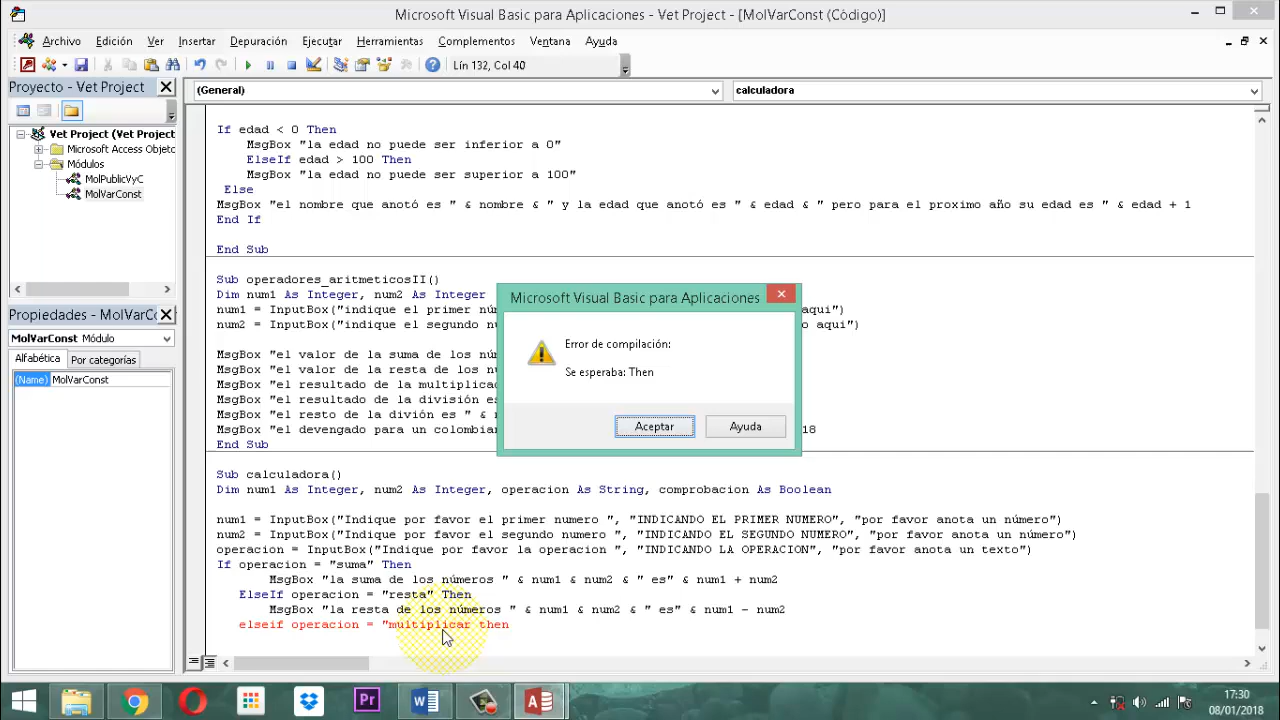 Microsoft Visual Basic para Aplicaciones - Vet Project - [MolVarConst (Código)]
Archivo Edición Ver Insertar Depuración Ejecutar Herramientas Complementos Ventana Ayuda
Lín 132, Col 40
Proyecto - Vet Project
(General)
calculadora
Vet Project (Vet Project
Microsoft Access Objeto
Módulos
MolPublicVyC
MolVarConst
Propiedades - MolVarCo
MolVarConst Módulo
Alfabética Por categorías
(Name) MolVarConst
If edad < 0 Then
MsgBox "la edad no puede ser inferior a 0"
ElseIf edad > 100 Then
MsgBox "la edad no puede ser superior a 100"
Else
MsgBox "el nombre que anotó es " & nombre & " y la edad que anotó es " & edad & " pero para el proximo año su edad es " & edad + 1
End If
End Sub
Sub operadores_aritmeticosII()
Dim num1 As Integer, num2 As Integer
num1 = InputBox("indique el primer núm aqui")
num2 = InputBox("indique el segundo nu o aqui")
MsgBox "el valor de la suma de los núm
MsgBox "el valor de la resta de los n
MsgBox "el resultado de la multiplicac
MsgBox "el resultado de la división es
MsgBox "el resto de la divón es " & n
MsgBox "el devengado para un colombian 18
End Sub
Microsoft Visual Basic para Aplicaciones
Error de compilación:
Se esperaba: Then
Aceptar Ayuda
Sub calculadora()
Dim num1 As Integer, num2 As Integer, operacion As String, comprobacion As Boolean
num1 = InputBox("Indique por favor el primer numero ", "INDICANDO EL PRIMER NUMERO", "por favor anota un número")
num2 = InputBox("Indique por favor el segundo numero ", "INDICANDO EL SEGUNDO NUMERO", "por favor anota un número")
operacion = InputBox("Indique por favor la operacion ", "INDICANDO LA OPERACION", "por favor anota un texto")
If operacion = "suma" Then
MsgBox "la suma de los números " & num1 & num2 & " es" & num1 + num2
ElseIf operacion = "resta" Then
MsgBox "la resta de los números " & num1 & num2 & " es" & num1 - num2
elseif operacion = "multiplicar then
Pr
17:30
08/01/2018